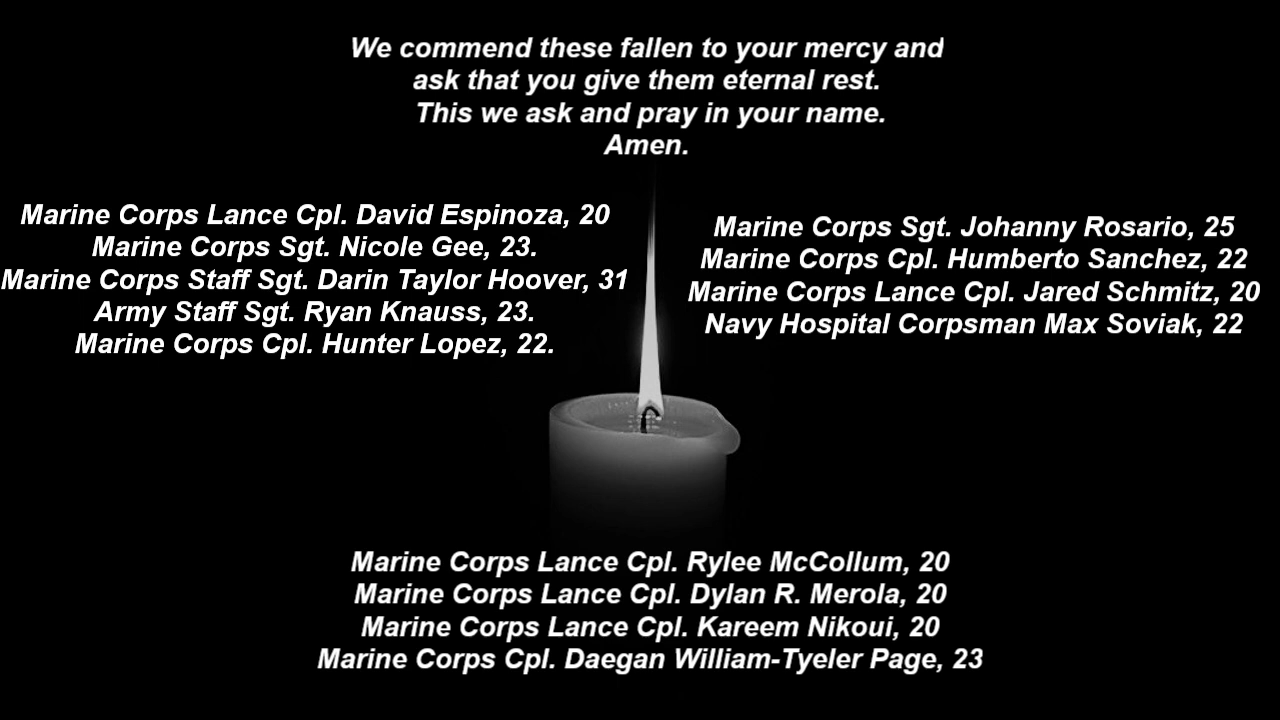 We commend these fallen to your mercy and
ask that you give them eternal rest.
This we ask and pray in your name.
Amen.
Marine Corps Lance Cpl. David Espinoza, 20
Marine Corps Sgt. Nicole Gee, 23.
Marine Corps Staff Sgt. Darin Taylor Hoover, 31
Army Staff Sgt. Ryan Knauss, 23.
Marine Corps Cpl. Hunter Lopez, 22.
Marine Corps Sgt. Johanny Rosario, 25
Marine Corps Cpl. Humberto Sanchez, 22
Marine Corps Lance Cpl. Jared Schmitz, 20
Navy Hospital Corpsman Max Soviak, 22
Marine Corps Lance Cpl. Rylee McCollum, 20
Marine Corps Lance Cpl. Dylan R. Merola, 20
Marine Corps Lance Cpl. Kareem Nikoui, 20
Marine Corps Cpl. Daegan William-Tyeler Page, 23